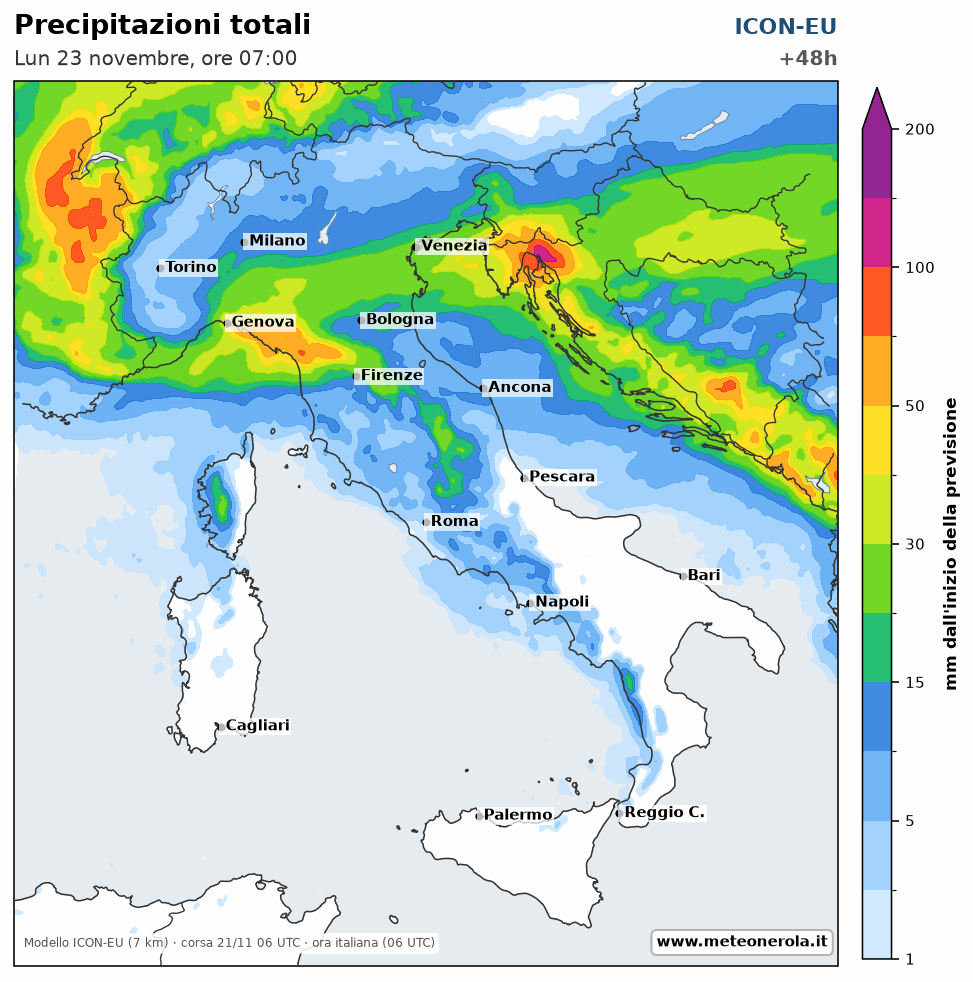 Precipitazioni totali
ICON-EU
Lun 23 novembre, ore 07:00
+48h
200
100
50
30
15
5
1
mm dall'inizio della previsione
Milano
Venezia
Torino
Genova
Bologna
Firenze
Ancona
Pescara
Roma
Bari
Napoli
Cagliari
Palermo
Reggio C.
Modello ICON-EU (7 km) · corsa 21/11 06 UTC · ora italiana (06 UTC)
www.meteonerola.it